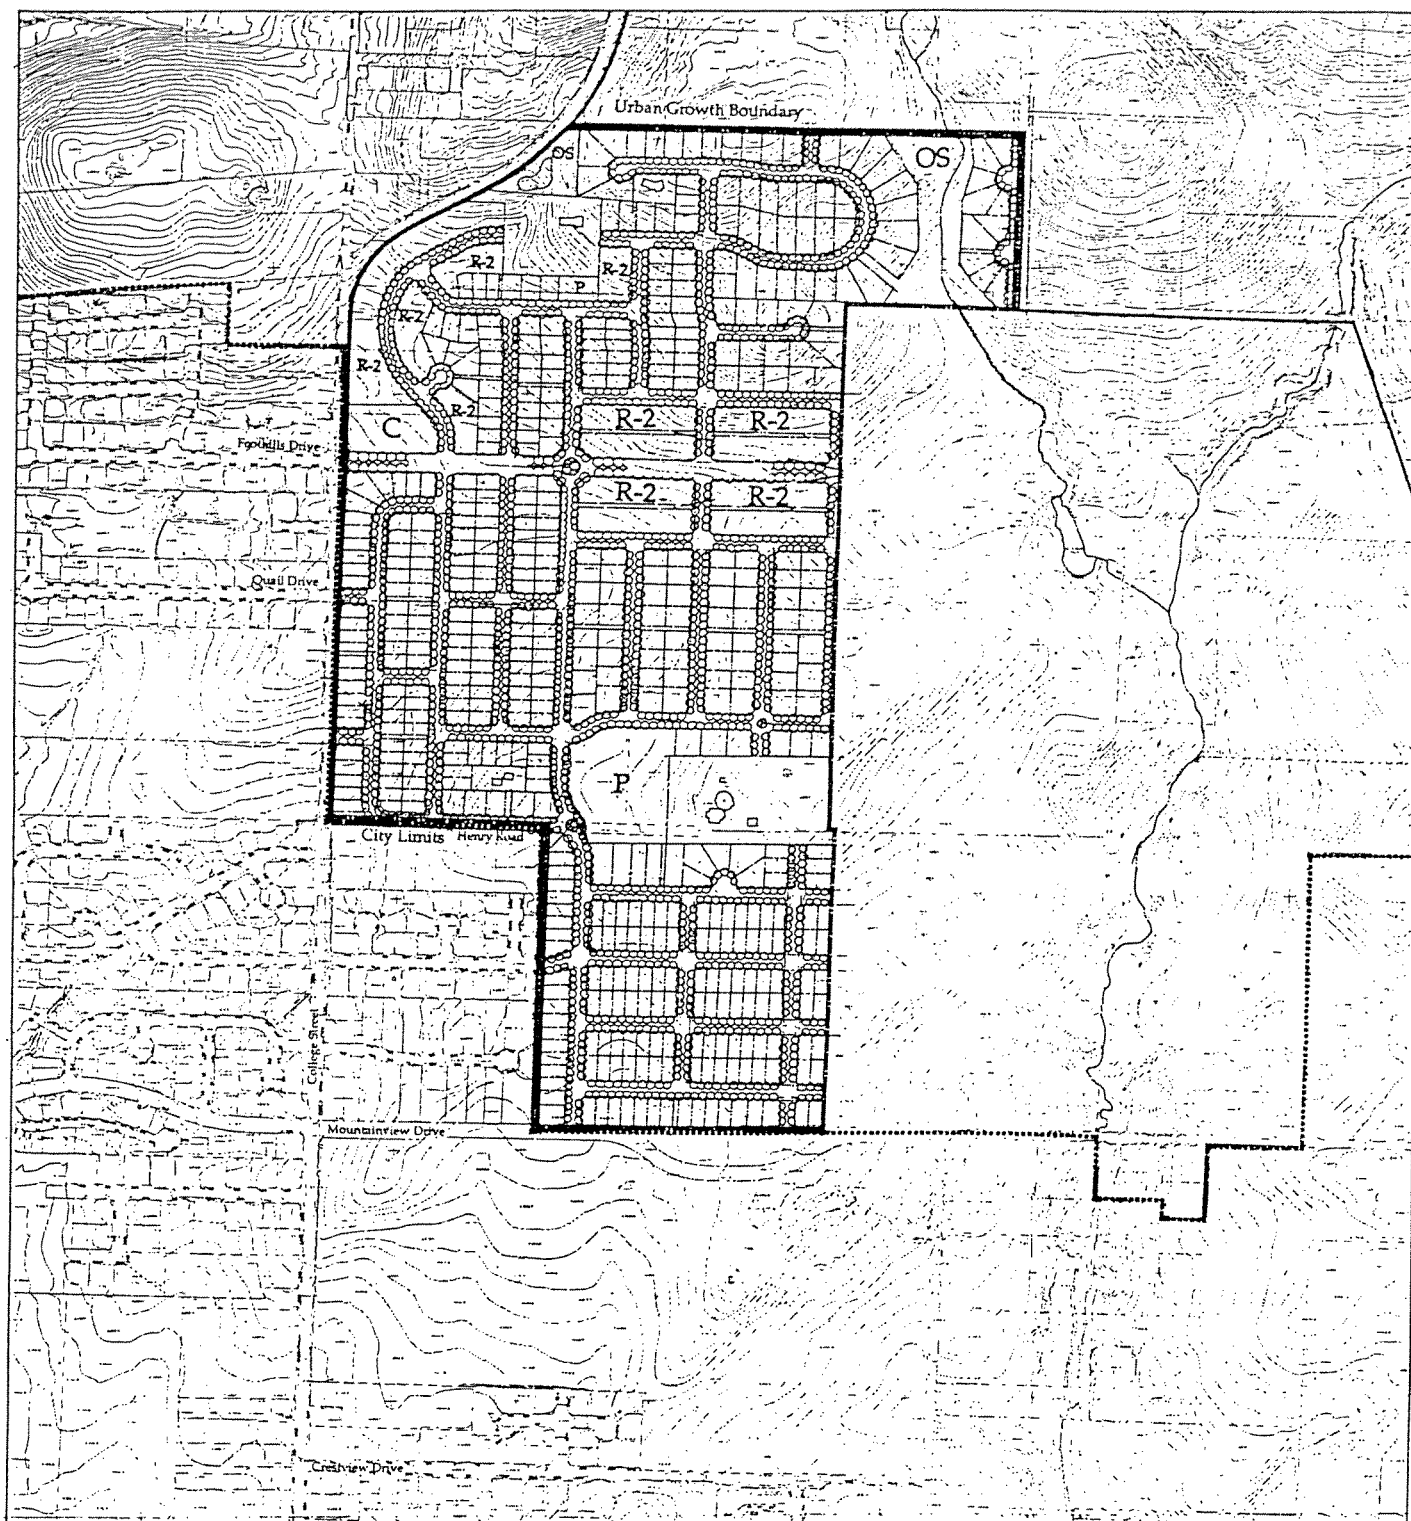 Urban Growth Boundary
OS
OS
R-2
R-2
P
R-2
R-2
R-2
C
R-2
R-2
Foothills Drive
R-2
R-2
Quail Drive
P
City Limits
Henry Road
College Street
Mountainview Drive
Crestview Drive